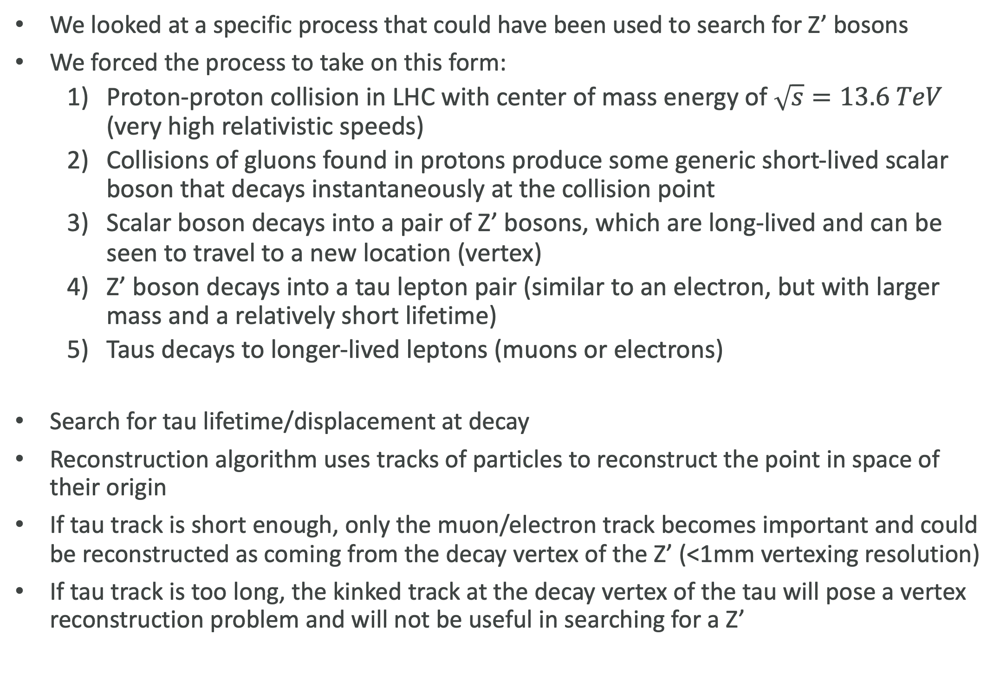 • We looked at a specific process that could have been used to search for Z’ bosons
• We forced the process to take on this form:
1) Proton-proton collision in LHC with center of mass energy of √s = 13.6 TeV
(very high relativistic speeds)
2) Collisions of gluons found in protons produce some generic short-lived scalar
boson that decays instantaneously at the collision point
3) Scalar boson decays into a pair of Z’ bosons, which are long-lived and can be
seen to travel to a new location (vertex)
4) Z’ boson decays into a tau lepton pair (similar to an electron, but with larger
mass and a relatively short lifetime)
5) Taus decays to longer-lived leptons (muons or electrons)
• Search for tau lifetime/displacement at decay
• Reconstruction algorithm uses tracks of particles to reconstruct the point in space of
their origin
• If tau track is short enough, only the muon/electron track becomes important and could
be reconstructed as coming from the decay vertex of the Z’ (<1mm vertexing resolution)
• If tau track is too long, the kinked track at the decay vertex of the tau will pose a vertex
reconstruction problem and will not be useful in searching for a Z’